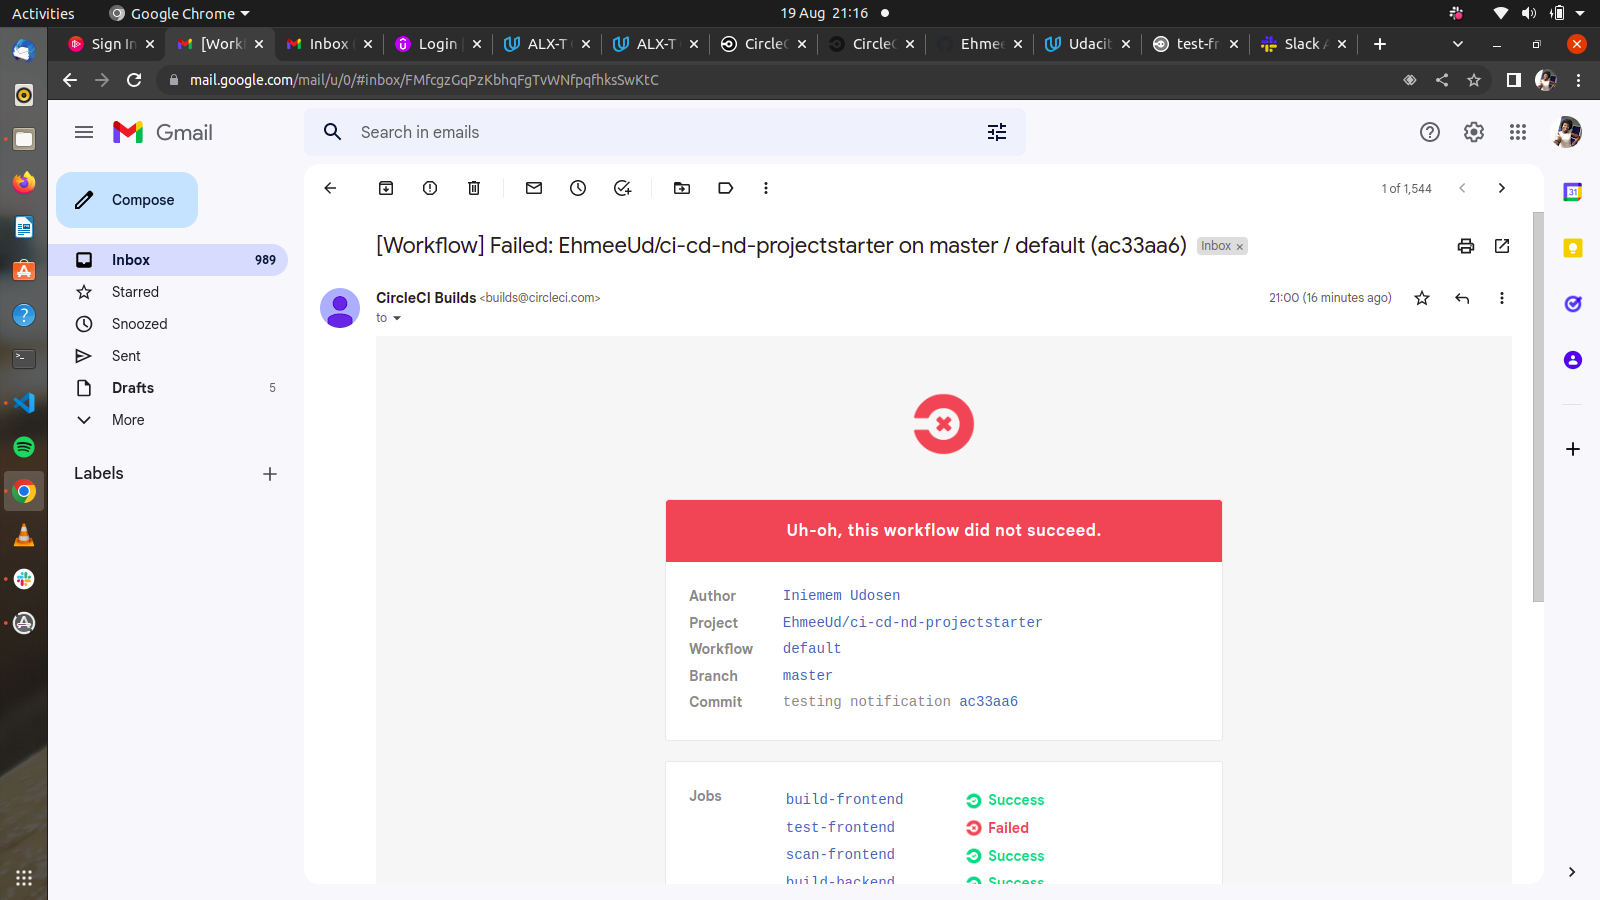 Activities Google Chrome 19 Aug 21:16
Sign In [Workf Inbox ( Login | ALX-T ALX-T CircleC CircleC Ehmee Udacit test-fr Slack
mail.google.com/mail/u/0/#inbox/FMfcgzGqPzKbhqFgTvWNfpqfhksSwKtC
Gmail
Search in emails
Compose
1 of 1,544
[Workflow] Failed: EhmeeUd/ci-cd-nd-projectstarter on master / default (ac33aa6) Inbox ×
Inbox 989
Starred
Snoozed
Sent
Drafts 5
More
Labels
CircleCI Builds <builds@circleci.com> 21:00 (16 minutes ago)
to
Uh-oh, this workflow did not succeed.
Author Iniemem Udosen
Project EhmeeUd/ci-cd-nd-projectstarter
Workflow default
Branch master
Commit testing notification ac33aa6
Jobs build-frontend Success
test-frontend Failed
scan-frontend Success
build-backend Success
31